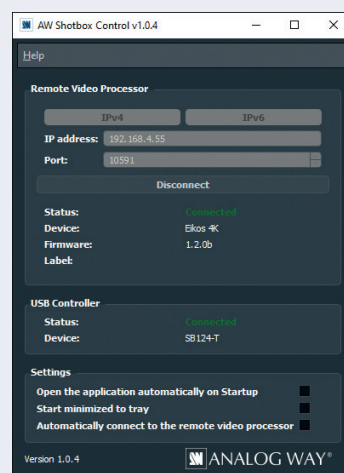 AW Shotbox Control v1.0.4
Help
Remote Video Processor
IPv4 IPv6
IP address: 192.168.4.55
Port: 10591
Disconnect
Status: Connected
Device: Eikos 4K
Firmware: 1.2.0b
Label:
USB Controller
Status: Connected
Device: SB124-T
Settings
Open the application automatically on Startup
Start minimized to tray
Automatically connect to the remote video processor
Version 1.0.4 ANALOG WAY®